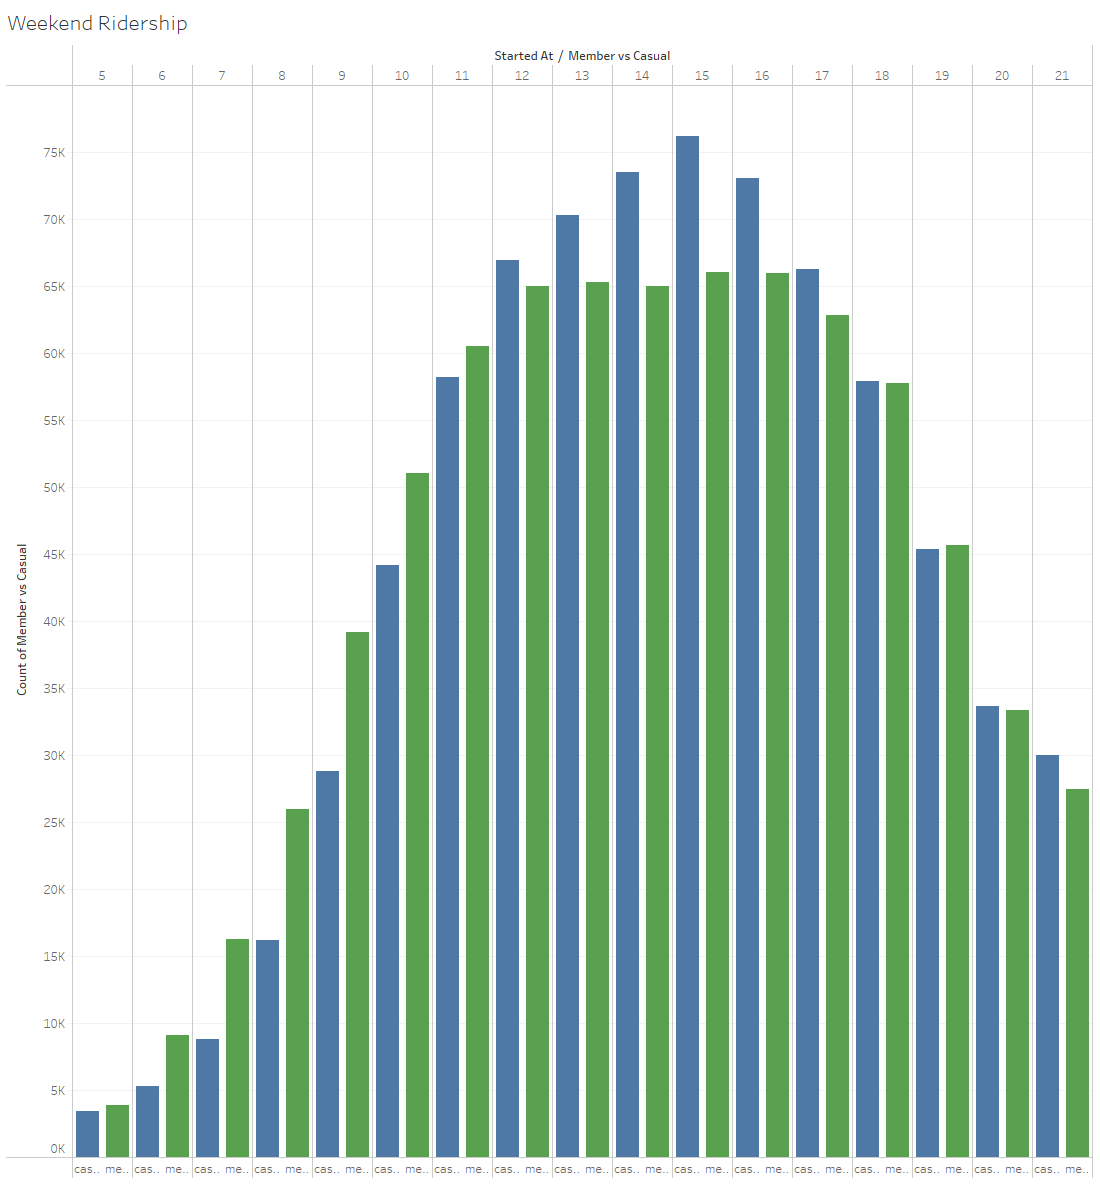 Weekend Ridership
Started At / Member vs Casual
5 6 7 8 9 10 11 12 13 14 15 16 17 18 19 20 21
75K
70K
65K
60K
55K
50K
45K
40K
35K
30K
25K
20K
15K
10K
5K
0K
Count of Member vs Casual
cas.. me.. cas.. me.. cas.. me.. cas.. me.. cas.. me.. cas.. me.. cas.. me.. cas.. me.. cas.. me.. cas.. me.. cas.. me.. cas.. me.. cas.. me.. cas.. me.. cas.. me.. cas.. me.. cas.. me..